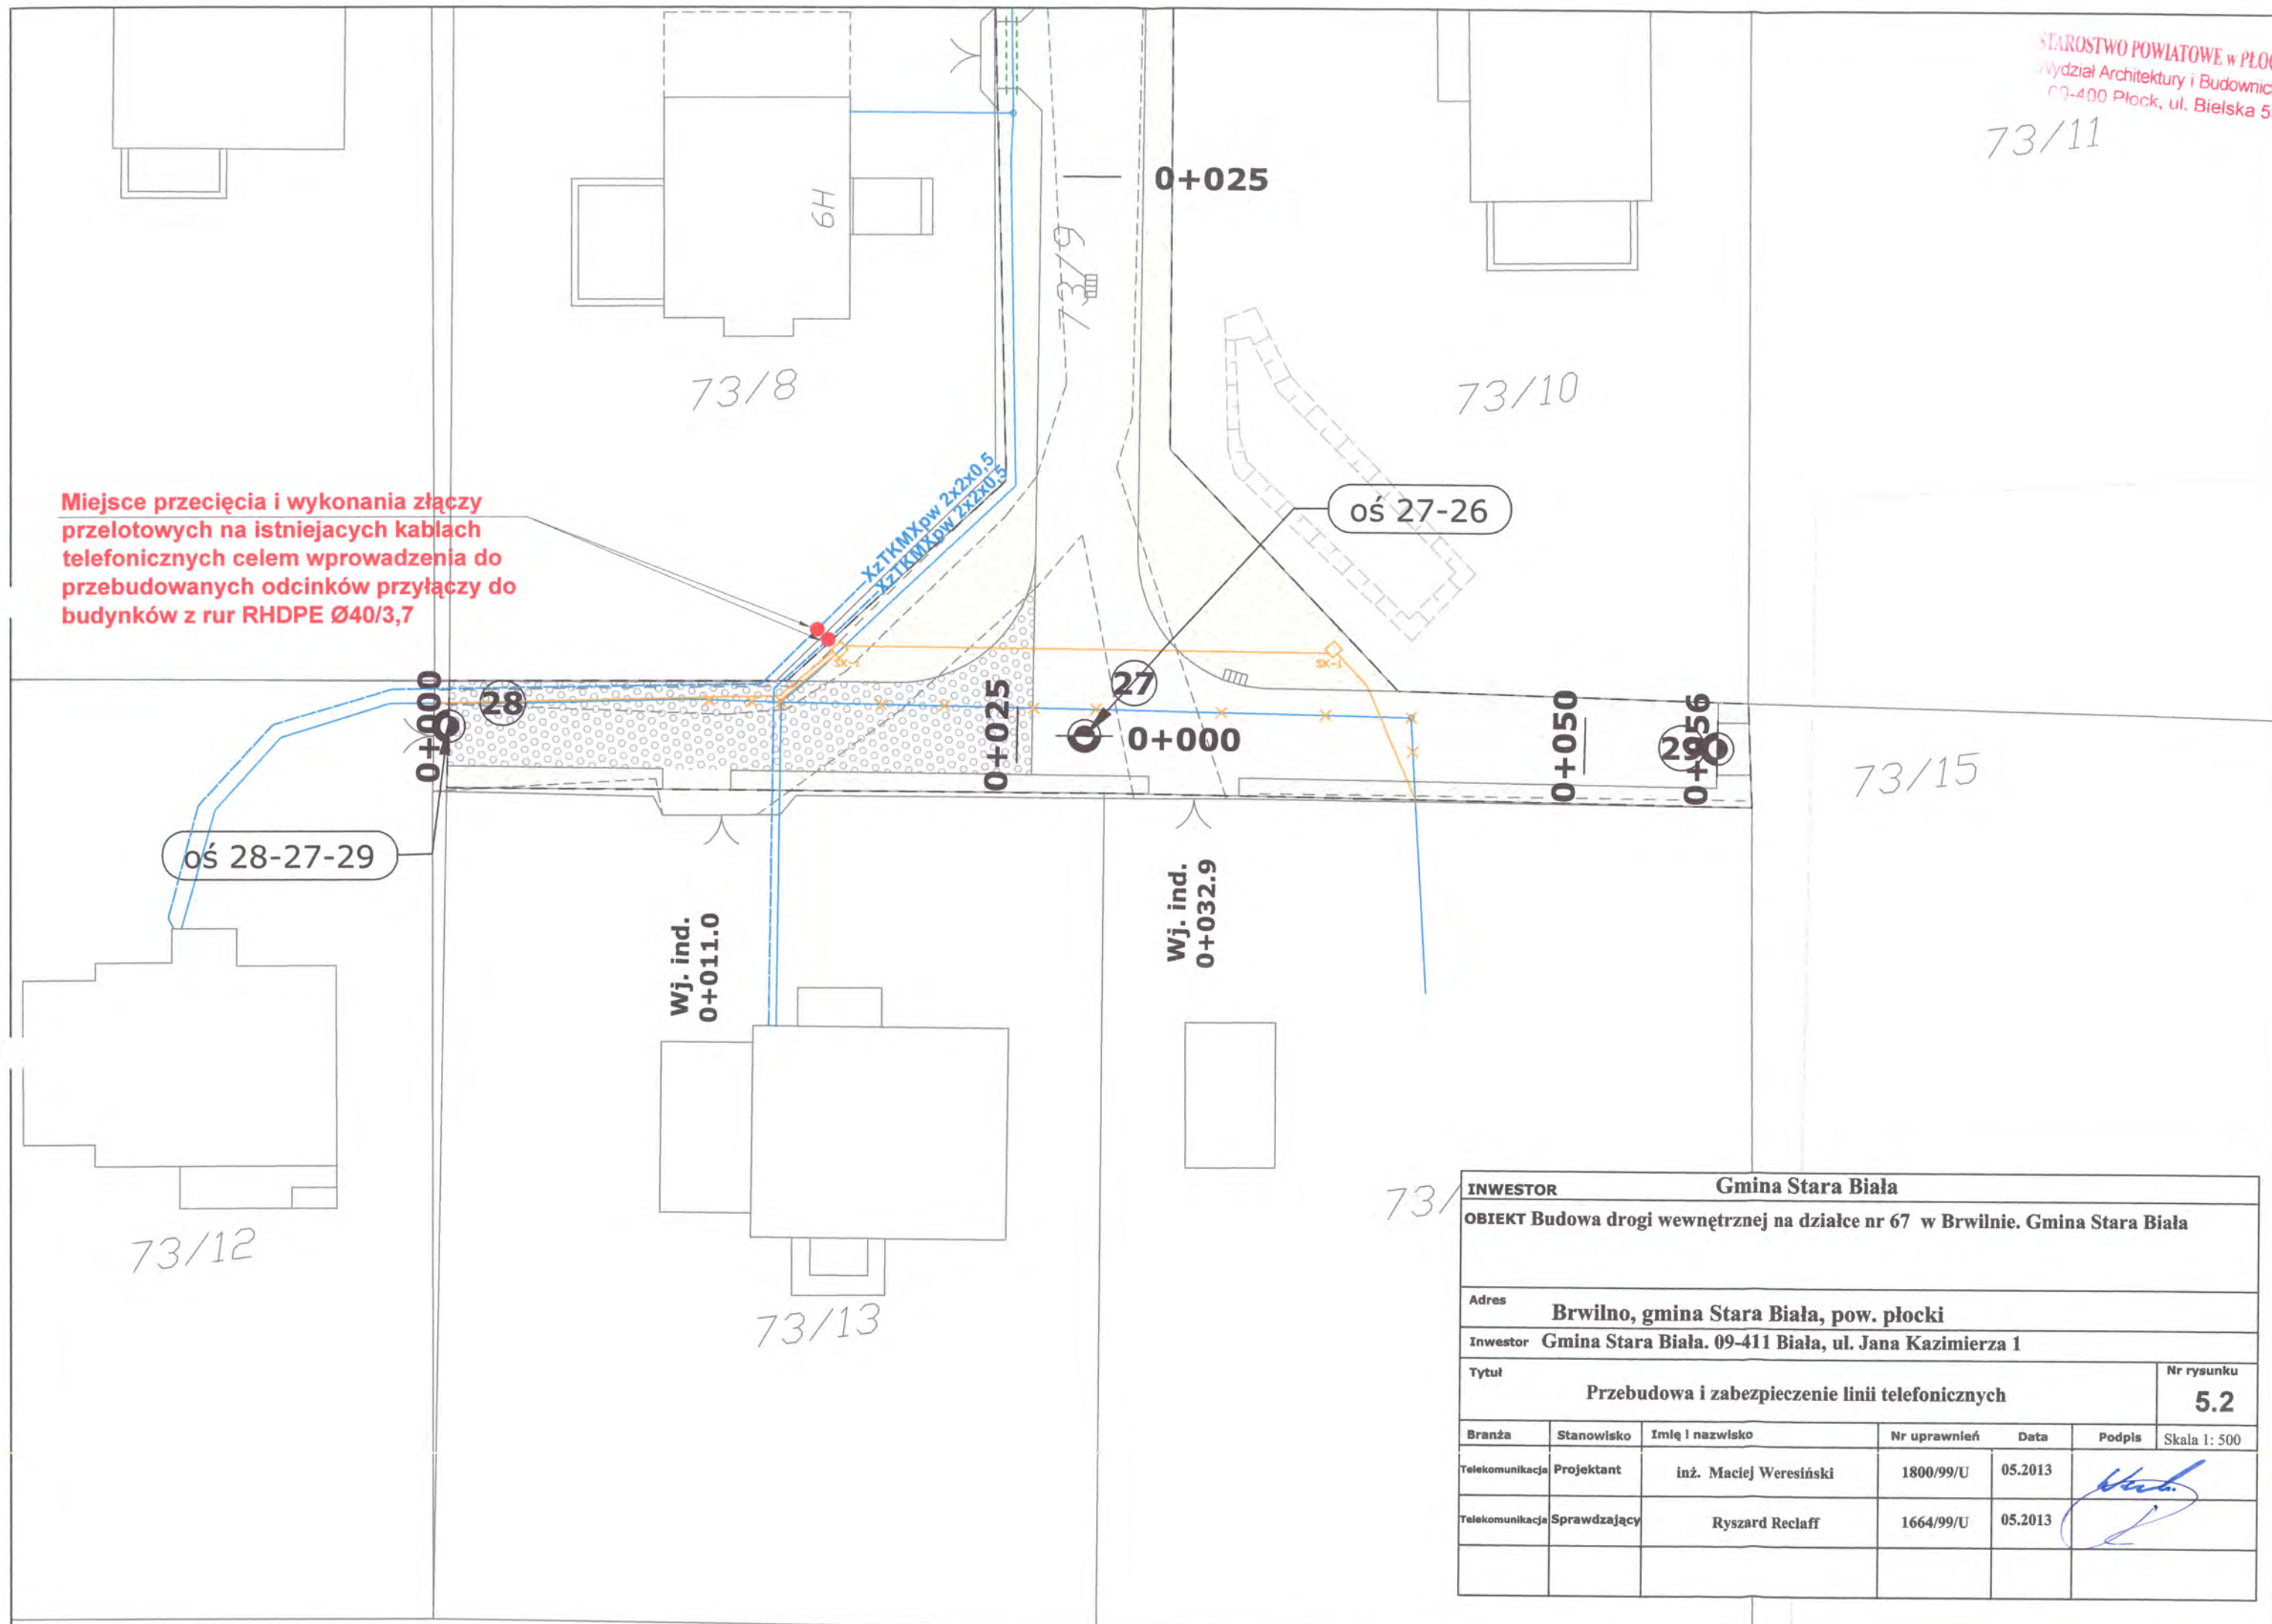 STAROSTWO POWIATOWE w
Wydział Architektury i
09-400 Płock, ul. Bielska
73/11
0+025
6H
73/9
73/8
73/10
XzTKMXpw 2x2x0,5
XzTKMXpw 2x2x0,5
Miejsce przecięcia i wykonania złączy
przelotowych na istniejacych kablach
telefonicznych celem wprowadzenia do
przebudowanych odcinków przyłączy do
budynków z rur RHDPE Ø40/3,7
oś 27-26
SK-1
SK-1
0+000
28
0+025
27
0+000
0+050
29
0+056
73/15
oś 28-27-29
Wj. ind.
0+011.0
Wj. ind.
0+032.9
73/12
73/13
73/
INWESTOR Gmina Stara Biała
OBIEKT Budowa drogi wewnętrznej na działce nr 67 w Brwilnie. Gmina Stara Biała
Adres Brwilno, gmina Stara Biała, pow. płocki
Inwestor Gmina Stara Biała. 09-411 Biała, ul. Jana Kazimierza 1
Tytuł Nr rysunku
Przebudowa i zabezpieczenie linii telefonicznych 5.2
Branża Stanowisko Imię i nazwisko Nr uprawnień Data Podpis Skala 1: 500
Telekomunikacja Projektant inż. Maciej Weresiński 1800/99/U 05.2013
Telekomunikacja Sprawdzający Ryszard Reclaff 1664/99/U 05.2013